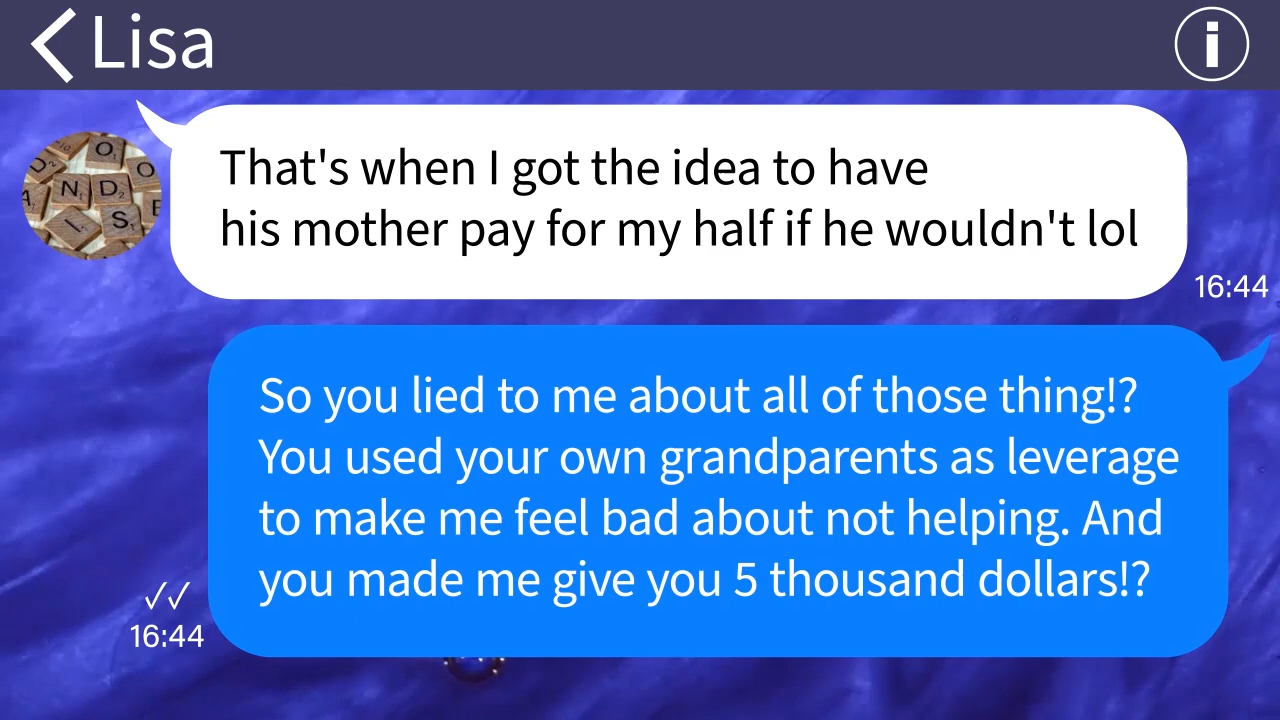 Lisa
That's when I got the idea to have
his mother pay for my half if he wouldn't lol
16:44
So you lied to me about all of those thing!?
You used your own grandparents as leverage
to make me feel bad about not helping. And
you made me give you 5 thousand dollars!?
16:44